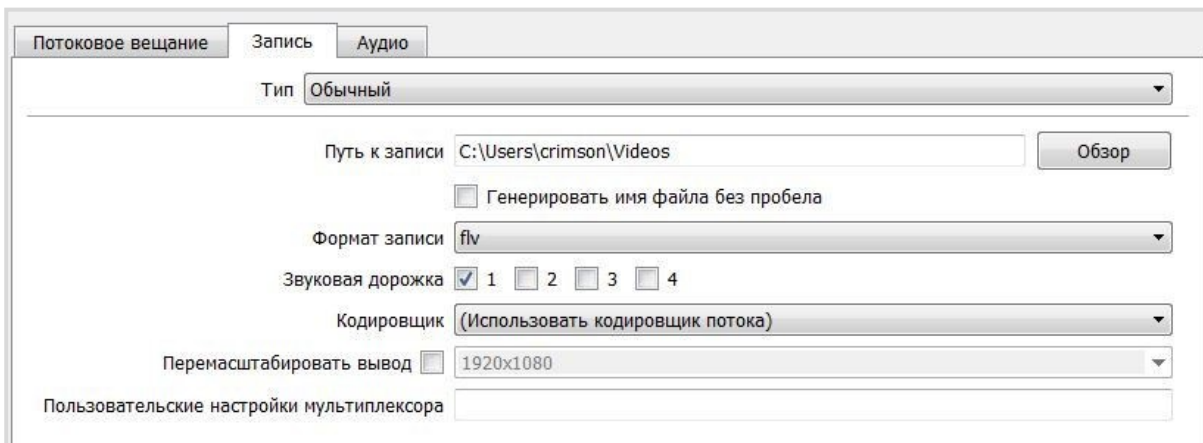 Потоковое вещание Запись Аудио
Тип Обычный
Путь к записи C:\Users\crimson\Videos Обзор
Генерировать имя файла без пробела
Формат записи flv
Звуковая дорожка 1 2 3 4
Кодировщик (Использовать кодировщик потока)
Перемасштабировать вывод 1920x1080
Пользовательские настройки мультиплексора